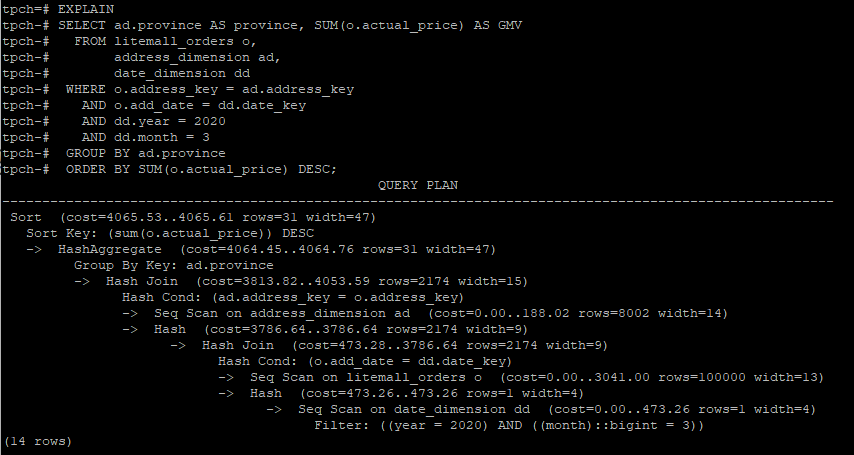 tpch=# EXPLAIN
tpch-# SELECT ad.province AS province, SUM(o.actual_price) AS GMV
tpch-#   FROM litemall_orders o,
tpch-#        address_dimension ad,
tpch-#        date_dimension dd
tpch-#  WHERE o.address_key = ad.address_key
tpch-#    AND o.add_date = dd.date_key
tpch-#    AND dd.year = 2020
tpch-#    AND dd.month = 3
tpch-#  GROUP BY ad.province
tpch-#  ORDER BY SUM(o.actual_price) DESC;
QUERY PLAN
--------------------------------------------------------------------------------------------------------
Sort  (cost=4065.53..4065.61 rows=31 width=47)
  Sort Key: (sum(o.actual_price)) DESC
  ->  HashAggregate  (cost=4064.45..4064.76 rows=31 width=47)
        Group By Key: ad.province
        ->  Hash Join  (cost=3813.82..4053.59 rows=2174 width=15)
              Hash Cond: (ad.address_key = o.address_key)
              ->  Seq Scan on address_dimension ad  (cost=0.00..188.02 rows=8002 width=14)
              ->  Hash  (cost=3786.64..3786.64 rows=2174 width=9)
                    ->  Hash Join  (cost=473.28..3786.64 rows=2174 width=9)
                          Hash Cond: (o.add_date = dd.date_key)
                          ->  Seq Scan on litemall_orders o  (cost=0.00..3041.00 rows=100000 width=13)
                          ->  Hash  (cost=473.26..473.26 rows=1 width=4)
                                ->  Seq Scan on date_dimension dd  (cost=0.00..473.26 rows=1 width=4)
                                      Filter: ((year = 2020) AND ((month)::bigint = 3))
(14 rows)